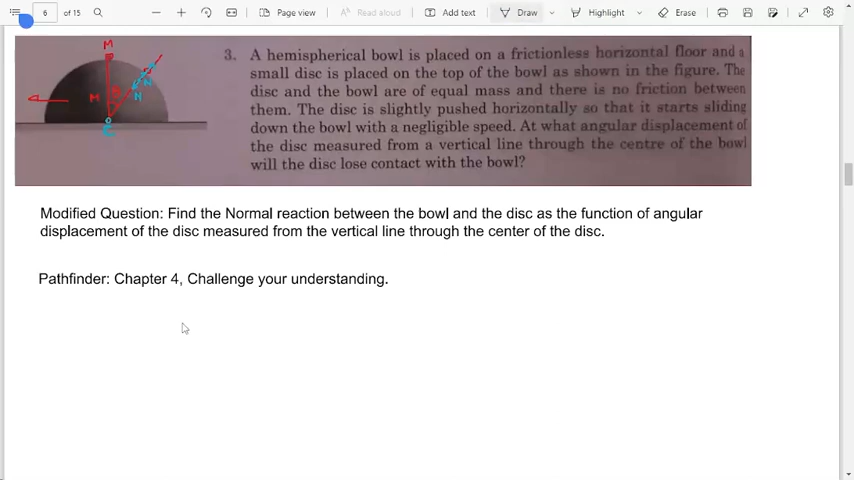 6 of 15 Page view Read aloud Add text Draw Highlight Erase
3. A hemispherical bowl is placed on a frictionless horizontal floor and a
small disc is placed on the top of the bowl as shown in the figure. The
disc and the bowl are of equal mass and there is no friction between
them. The disc is slightly pushed horizontally so that it starts sliding
down the bowl with a negligible speed. At what angular displacement of
the disc measured from a vertical line through the centre of the bowl
will the disc lose contact with the bowl?
M
N
M
N
C
Modified Question: Find the Normal reaction between the bowl and the disc as the function of angular
displacement of the disc measured from the vertical line through the center of the disc.
Pathfinder: Chapter 4, Challenge your understanding.